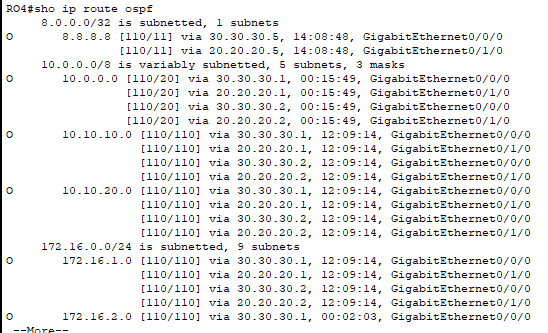 RO4#sho ip route ospf
     8.0.0.0/32 is subnetted, 1 subnets
O       8.8.8.8 [110/11] via 30.30.30.5, 14:08:48, GigabitEthernet0/0/0
                [110/11] via 20.20.20.5, 14:08:48, GigabitEthernet0/1/0
     10.0.0.0/8 is variably subnetted, 5 subnets, 3 masks
O       10.0.0.0 [110/20] via 30.30.30.1, 00:15:49, GigabitEthernet0/0/0
                 [110/20] via 20.20.20.1, 00:15:49, GigabitEthernet0/1/0
                 [110/20] via 30.30.30.2, 00:15:49, GigabitEthernet0/0/0
                 [110/20] via 20.20.20.2, 00:15:49, GigabitEthernet0/1/0
O       10.10.10.0 [110/110] via 30.30.30.1, 12:09:14, GigabitEthernet0/0/0
                   [110/110] via 20.20.20.1, 12:09:14, GigabitEthernet0/1/0
                   [110/110] via 30.30.30.2, 12:09:14, GigabitEthernet0/0/0
                   [110/110] via 20.20.20.2, 12:09:14, GigabitEthernet0/1/0
O       10.10.20.0 [110/110] via 30.30.30.1, 12:09:14, GigabitEthernet0/0/0
                   [110/110] via 20.20.20.1, 12:09:14, GigabitEthernet0/1/0
                   [110/110] via 30.30.30.2, 12:09:14, GigabitEthernet0/0/0
                   [110/110] via 20.20.20.2, 12:09:14, GigabitEthernet0/1/0
     172.16.0.0/24 is subnetted, 9 subnets
O       172.16.1.0 [110/110] via 30.30.30.1, 12:09:14, GigabitEthernet0/0/0
                   [110/110] via 20.20.20.1, 12:09:14, GigabitEthernet0/1/0
                   [110/110] via 30.30.30.2, 12:09:14, GigabitEthernet0/0/0
                   [110/110] via 20.20.20.2, 12:09:14, GigabitEthernet0/1/0
O       172.16.2.0 [110/110] via 30.30.30.1, 00:02:03, GigabitEthernet0/0/0
 --More--